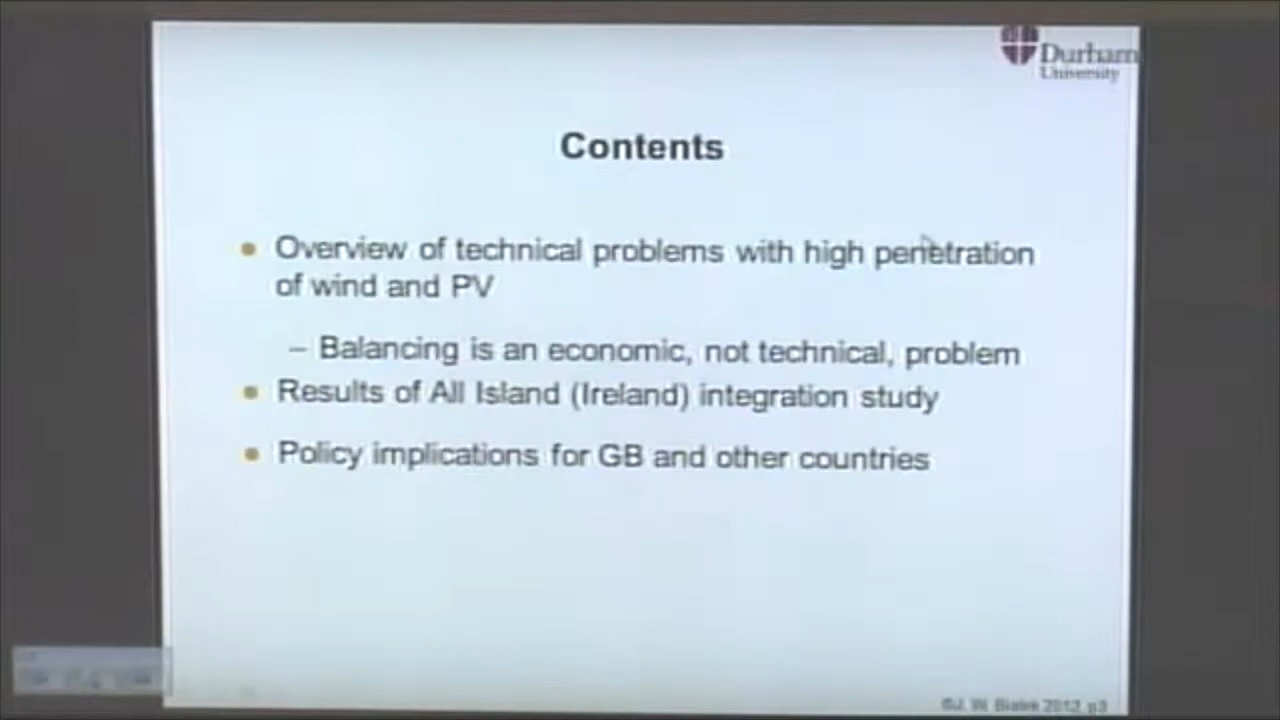 Durham
University
Contents
Overview of technical problems with high penetration
of wind and PV
– Balancing is an economic, not technical, problem
Results of All Island (Ireland) integration study
Policy implications for GB and other countries
©J. W. Bialek 2012, p3